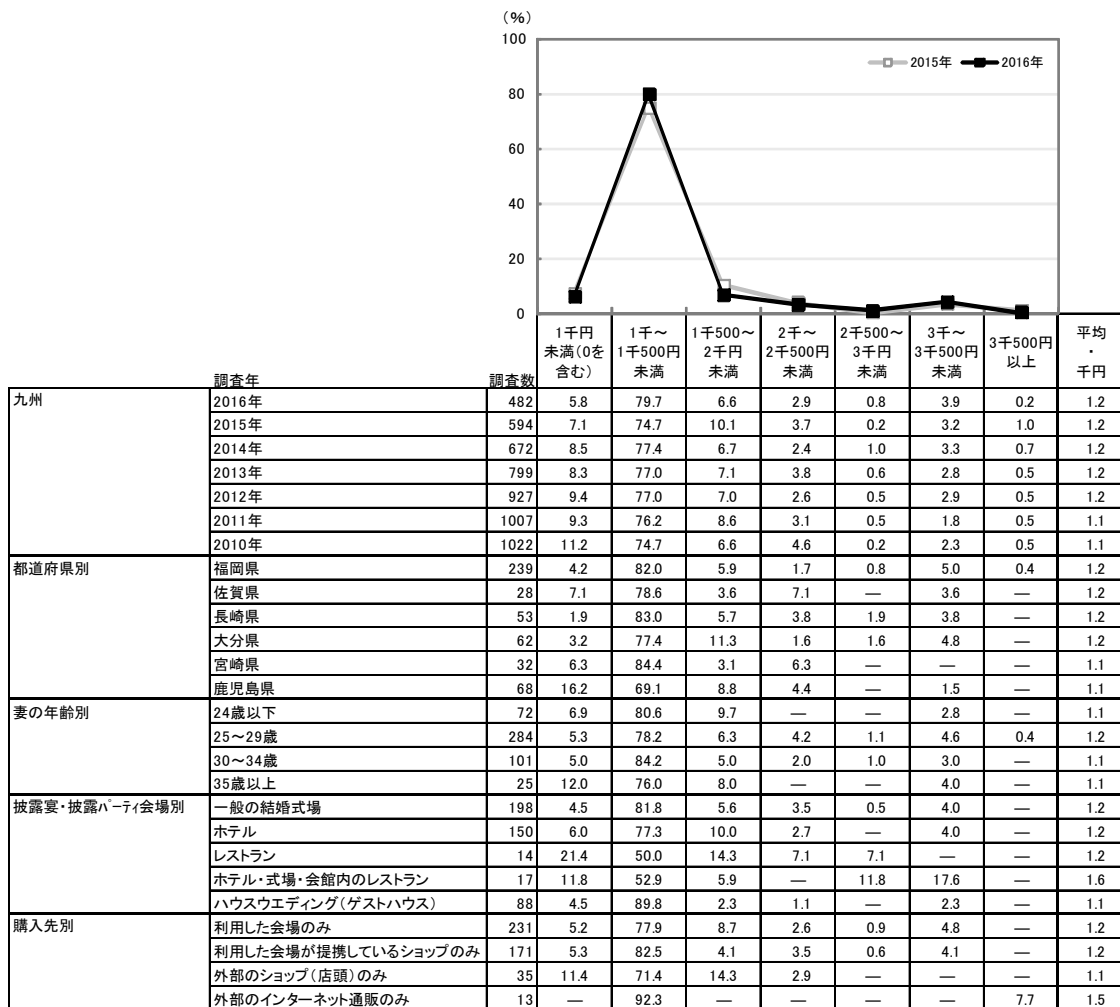 (%)
100
80
60
40
20
0
2015年 2016年
調査年 調査数 1千円未満(0を含む) 1千～1千500円未満 1千500～2千円未満 2千～2千500円未満 2千500～3千円未満 3千～3千500円未満 3千500円以上 平均・千円
九州 2016年 482 5.8 79.7 6.6 2.9 0.8 3.9 0.2 1.2
2015年 594 7.1 74.7 10.1 3.7 0.2 3.2 1.0 1.2
2014年 672 8.5 77.4 6.7 2.4 1.0 3.3 0.7 1.2
2013年 799 8.3 77.0 7.1 3.8 0.6 2.8 0.5 1.2
2012年 927 9.4 77.0 7.0 2.6 0.5 2.9 0.5 1.2
2011年 1007 9.3 76.2 8.6 3.1 0.5 1.8 0.5 1.1
2010年 1022 11.2 74.7 6.6 4.6 0.2 2.3 0.5 1.1
都道府県別 福岡県 239 4.2 82.0 5.9 1.7 0.8 5.0 0.4 1.2
佐賀県 28 7.1 78.6 3.6 7.1 — 3.6 — 1.2
長崎県 53 1.9 83.0 5.7 3.8 1.9 3.8 — 1.2
大分県 62 3.2 77.4 11.3 1.6 1.6 4.8 — 1.2
宮崎県 32 6.3 84.4 3.1 6.3 — — — 1.1
鹿児島県 68 16.2 69.1 8.8 4.4 — 1.5 — 1.1
妻の年齢別 24歳以下 72 6.9 80.6 9.7 — — 2.8 — 1.1
25～29歳 284 5.3 78.2 6.3 4.2 1.1 4.6 0.4 1.2
30～34歳 101 5.0 84.2 5.0 2.0 1.0 3.0 — 1.1
35歳以上 25 12.0 76.0 8.0 — — 4.0 — 1.1
披露宴・披露パーティ会場別 一般の結婚式場 198 4.5 81.8 5.6 3.5 0.5 4.0 — 1.2
ホテル 150 6.0 77.3 10.0 2.7 — 4.0 — 1.2
レストラン 14 21.4 50.0 14.3 7.1 7.1 — — 1.2
ホテル・式場・会館内のレストラン 17 11.8 52.9 5.9 — 11.8 17.6 — 1.6
ハウスウエディング(ゲストハウス) 88 4.5 89.8 2.3 1.1 — 2.3 — 1.1
購入先別 利用した会場のみ 231 5.2 77.9 8.7 2.6 0.9 4.8 — 1.2
利用した会場が提携しているショップのみ 171 5.3 82.5 4.1 3.5 0.6 4.1 — 1.2
外部のショップ(店頭)のみ 35 11.4 71.4 14.3 2.9 — — — 1.1
外部のインターネット通販のみ 13 — 92.3 — — — — 7.7 1.5